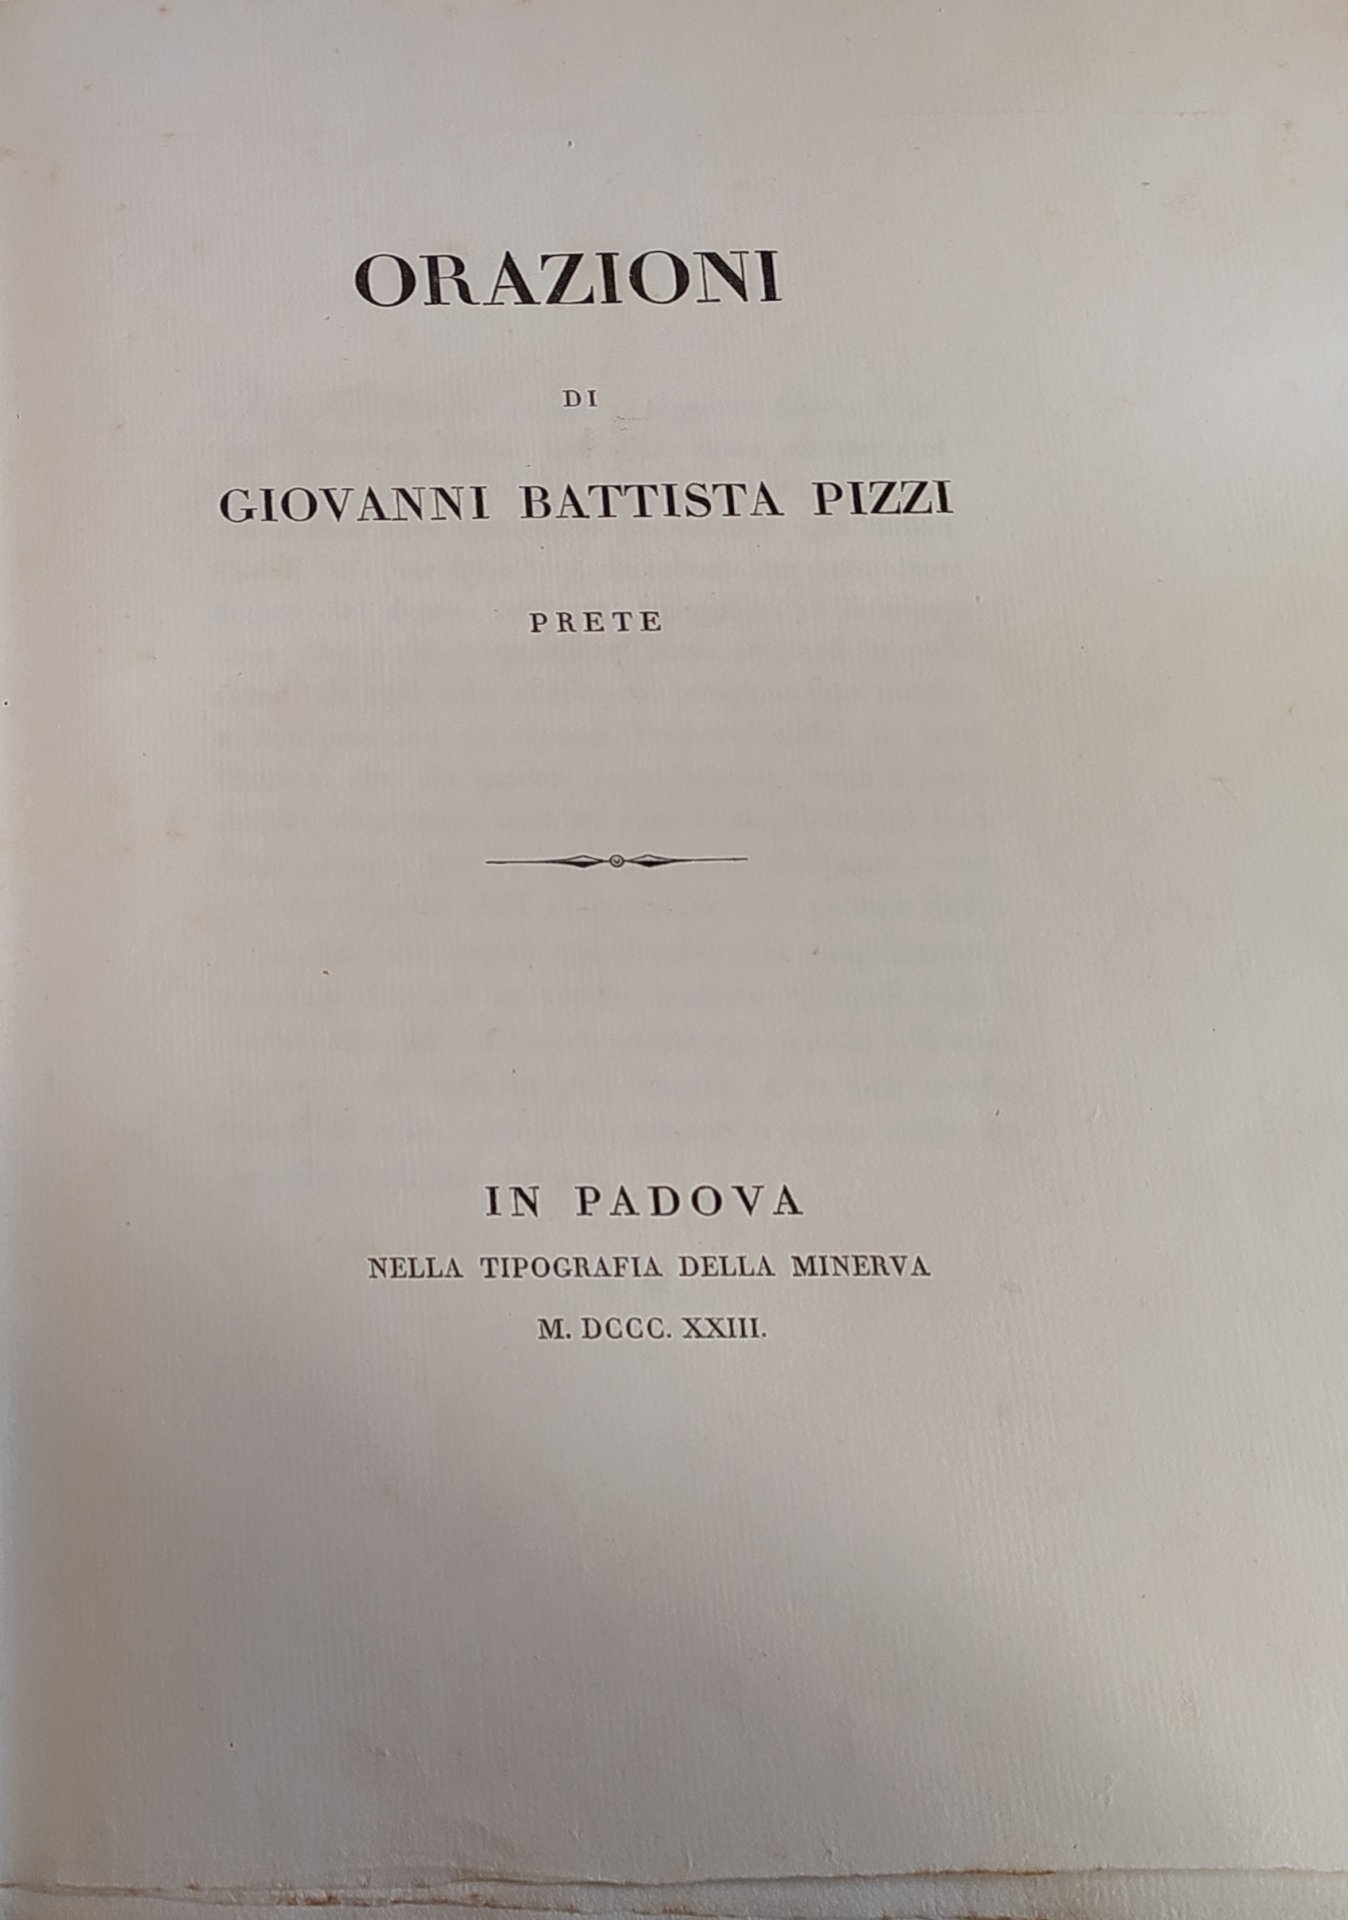 ORAZIONI
DI
GIOVANNI BATTISTA PIZZI
PRETE
IN PADOVA
NELLA TIPOGRAFIA DELLA MINERVA
M. DCCC. XXIII.